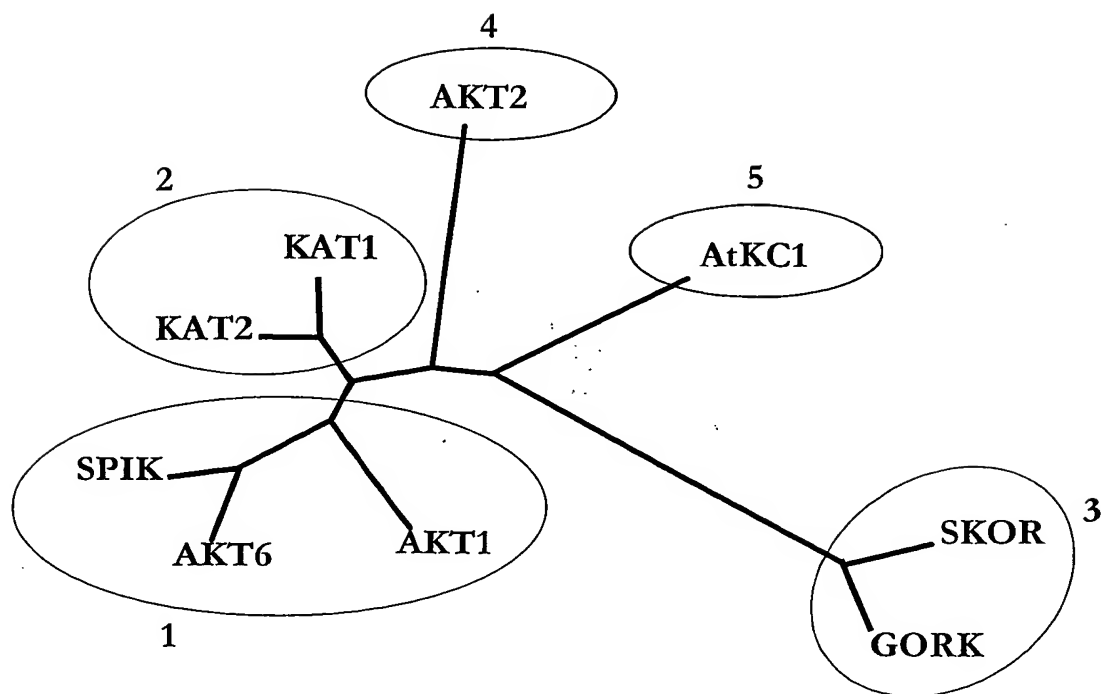 4
AKT2
2
5
KAT1
AtKC1
KAT2
SPIK
3
SKOR
AKT6
AKT1
1
GORK